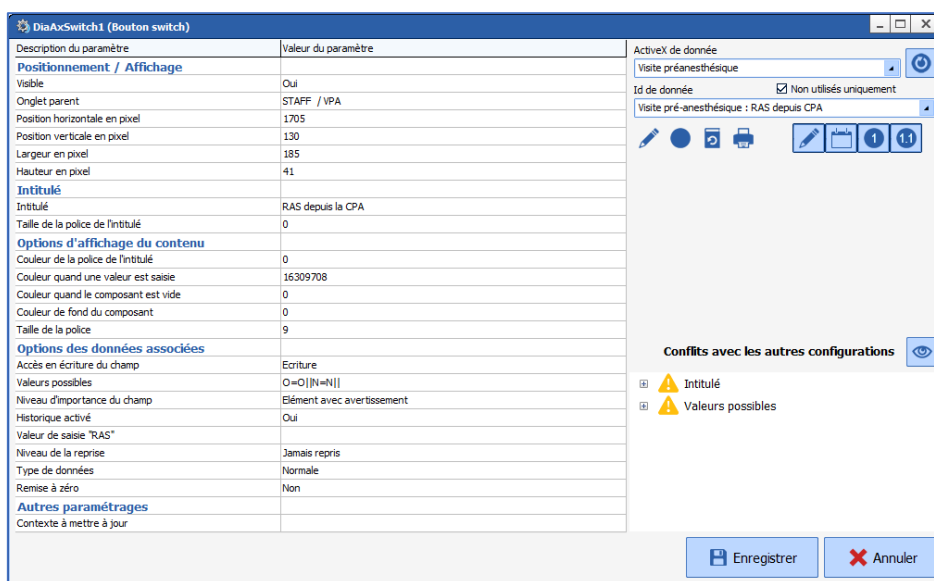 DiaAxSwitch1 (Bouton switch)
Description du paramètre Valeur du paramètre
Positionnement / Affichage
Visible Oui
Onglet parent STAFF / VPA
Position horizontale en pixel 1705
Position verticale en pixel 130
Largeur en pixel 185
Hauteur en pixel 41
Intitulé
Intitulé RAS depuis la CPA
Taille de la police de l'intitulé 0
Options d'affichage du contenu
Couleur de la police de l'intitulé 0
Couleur quand une valeur est saisie 16309708
Couleur quand le composant est vide 0
Couleur de fond du composant 0
Taille de la police 9
Options des données associées
Accès en écriture du champ Ecriture
Valeurs possibles O=O||N=N||
Niveau d'importance du champ Elément avec avertissement
Historique activé Oui
Valeur de saisie "RAS"
Niveau de la reprise Jamais repris
Type de données Normale
Remise à zéro Non
Autres paramétrages
Contexte à mettre à jour
ActiveX de donnée
Visite préanesthésique
Id de donnée Non utilisés uniquement
Visite pré-anesthésique : RAS depuis CPA
1 1.1
Conflits avec les autres configurations
Intitulé
Valeurs possibles
Enregistrer Annuler